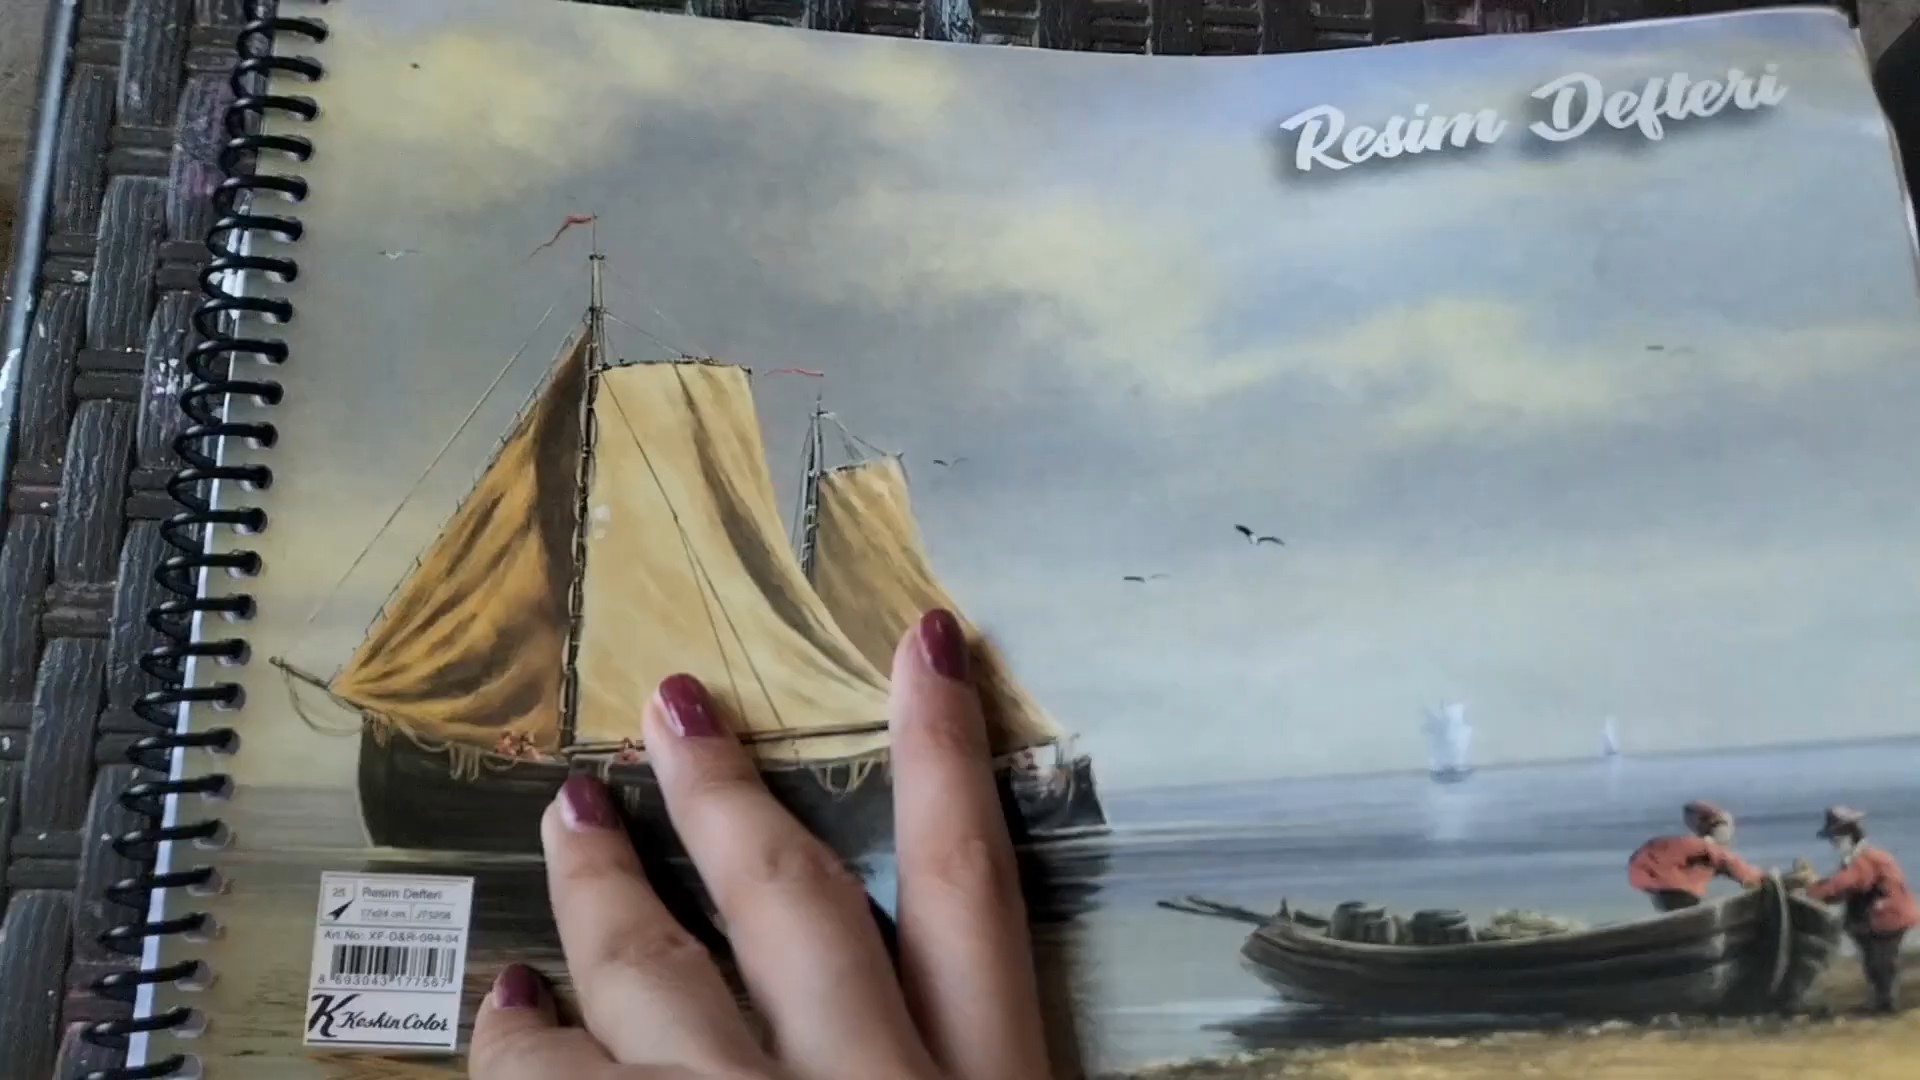 Resim Defteri
25 Resim Defteri
17x24 cm
Art.No: XF-D&R-094-04
8 693043 177567
Keskin Color